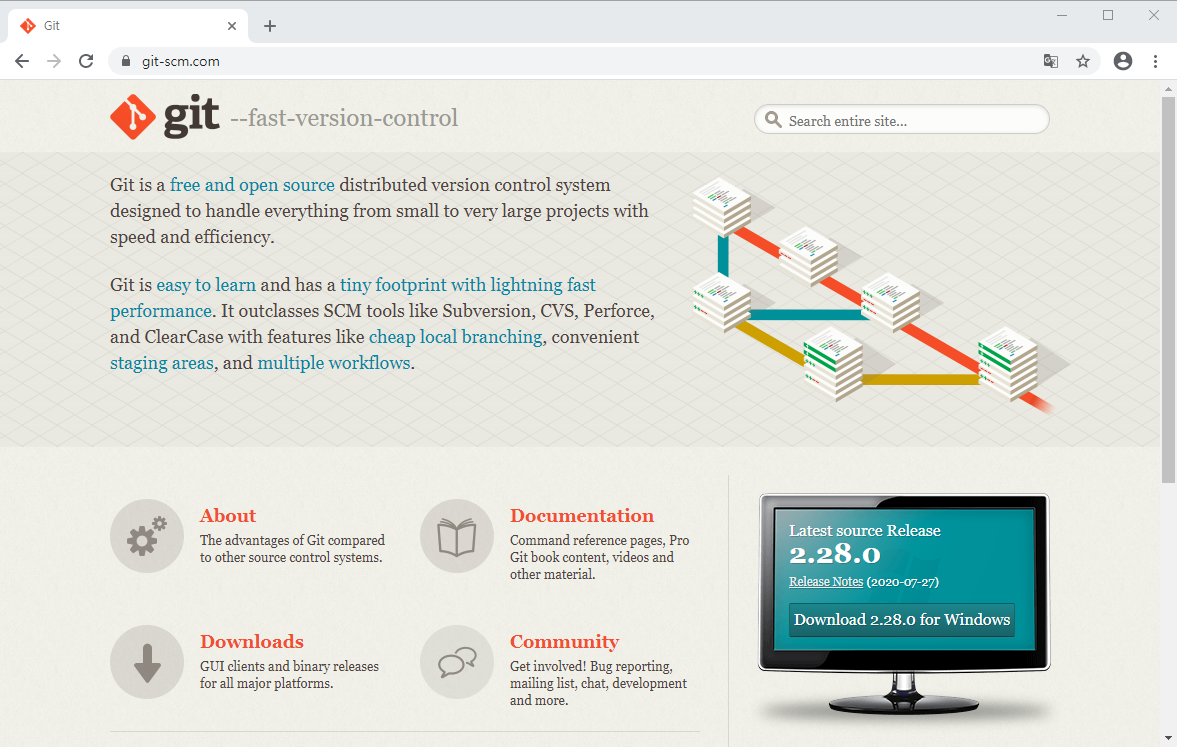 Git
git-scm.com
git --fast-version-control
Search entire site...
Git is a free and open source distributed version control system
designed to handle everything from small to very large projects with
speed and efficiency.
Git is easy to learn and has a tiny footprint with lightning fast
performance. It outclasses SCM tools like Subversion, CVS, Perforce,
and ClearCase with features like cheap local branching, convenient
staging areas, and multiple workflows.
About
The advantages of Git compared
to other source control systems.
Documentation
Command reference pages, Pro
Git book content, videos and
other material.
Downloads
GUI clients and binary releases
for all major platforms.
Community
Get involved! Bug reporting,
mailing list, chat, development
and more.
Latest source Release
2.28.0
Release Notes (2020-07-27)
Download 2.28.0 for Windows